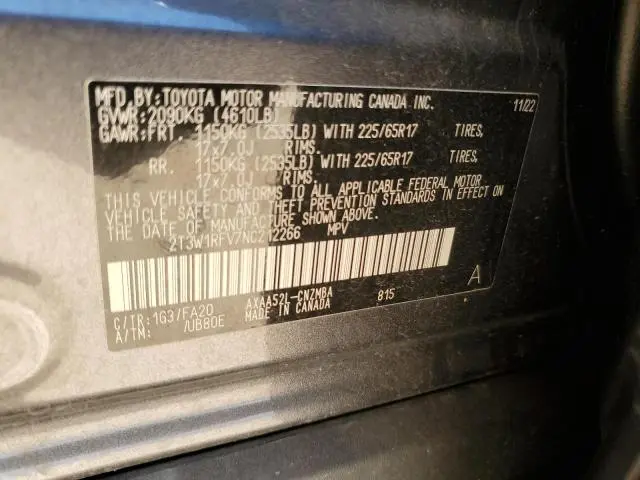 MFD.BY:TOYOTA MOTOR MANUFACTURING CANADA INC. 11/22
GVWR:2090KG (4610LB)
GAWR:FRT. 1150KG (2535LB) WITH 225/65R17 TIRES,
17x7.0J RIMS.
RR. 1150KG (2535LB) WITH 225/65R17 TIRES,
17x7.0J RIMS.
THIS VEHICLE CONFORMS TO ALL APPLICABLE FEDERAL MOTOR
VEHICLE SAFETY AND THEFT PREVENTION STANDARDS IN EFFECT ON
THE DATE OF MANUFACTURE SHOWN ABOVE.
2T3W1RFV7NC212266 MPV
A
C/TR:1G3/FA20 AXAA52L-CNZMBA 815
A/TM: /UB80E MADE IN CANADA